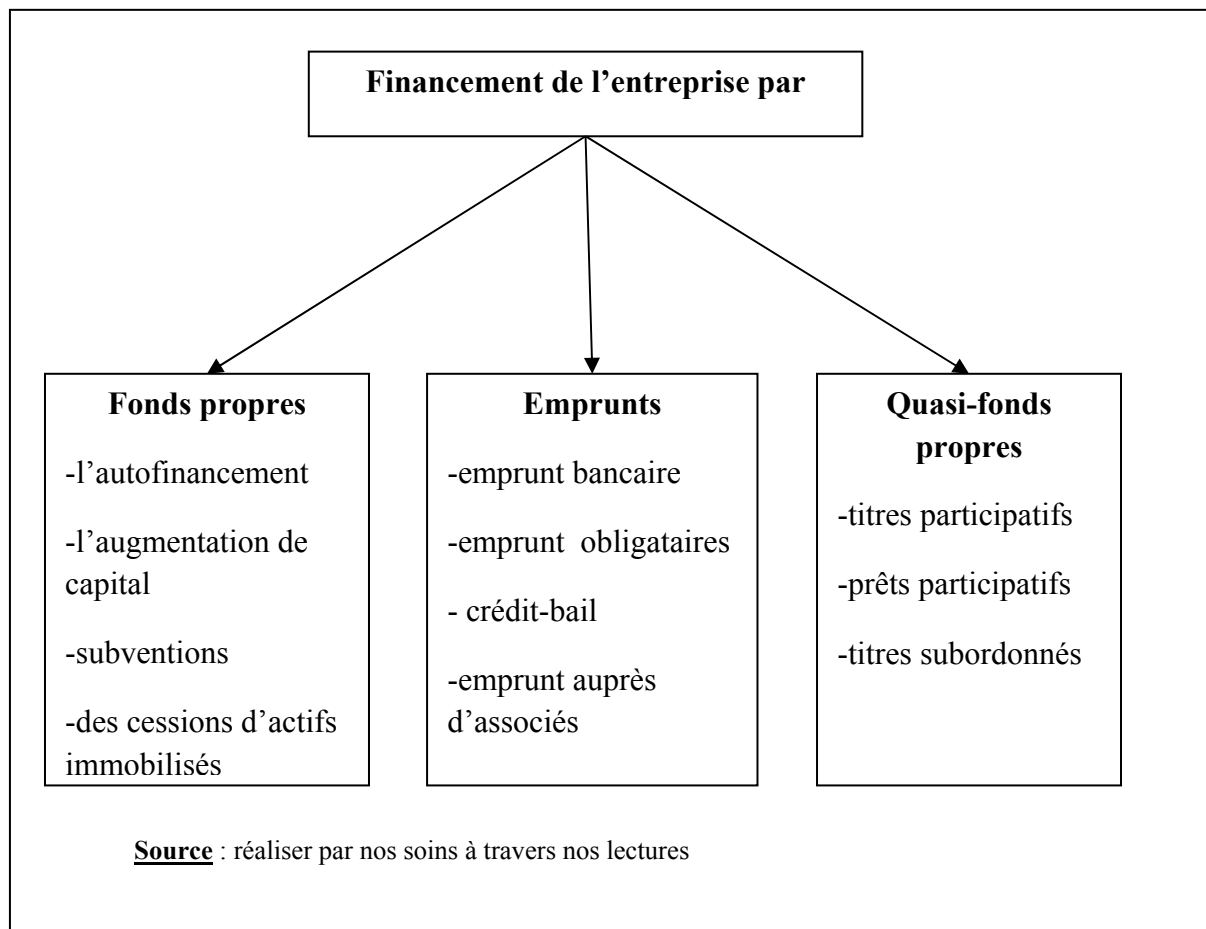 Financement de l’entreprise par
Fonds propres
-l’autofinancement
-l’augmentation de
capital
-subventions
-des cessions d’actifs
immobilisés
Emprunts
-emprunt bancaire
-emprunt  obligataires
- crédit-bail
-emprunt auprès
d’associés
Quasi-fonds
propres
-titres participatifs
-prêts participatifs
-titres subordonnés
Source : réaliser par nos soins à travers nos lectures